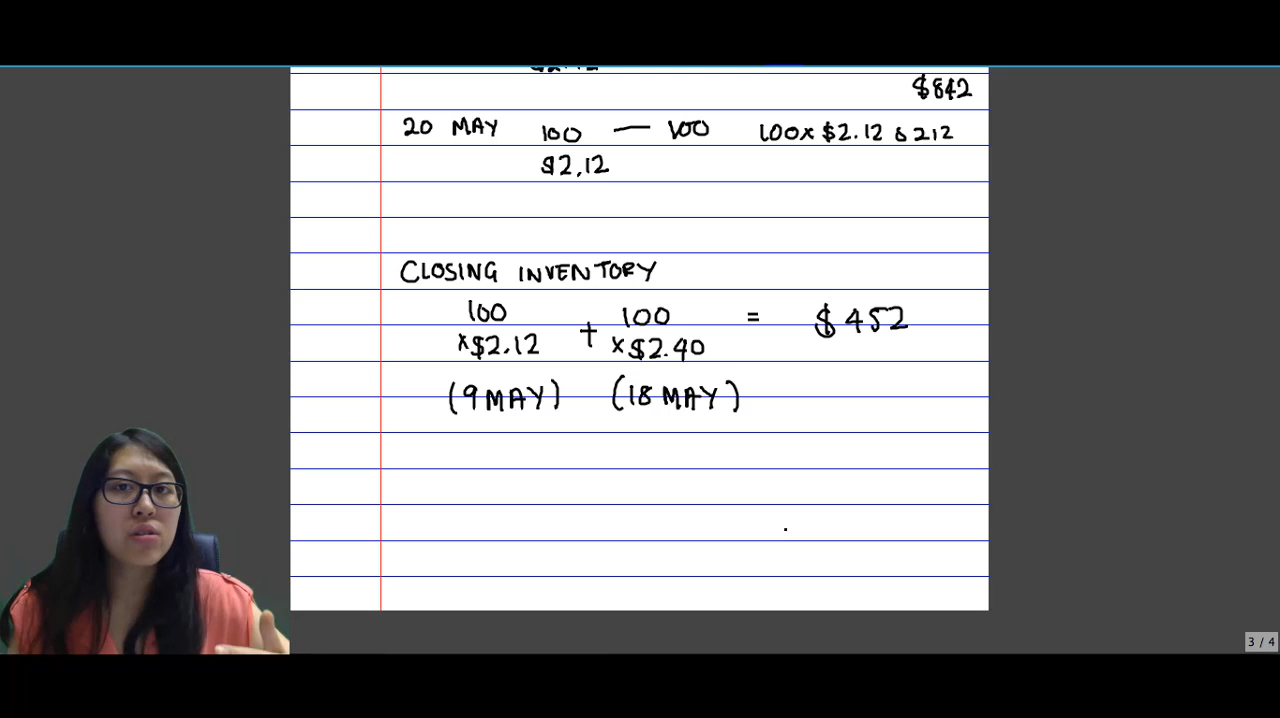 $842
20 MAY 100 — 100 100x $2.12 $212
$2.12
CLOSING INVENTORY
100 + 100 = $452
x$2.12 x$2.40
(9 MAY) (18 MAY)
3 / 4